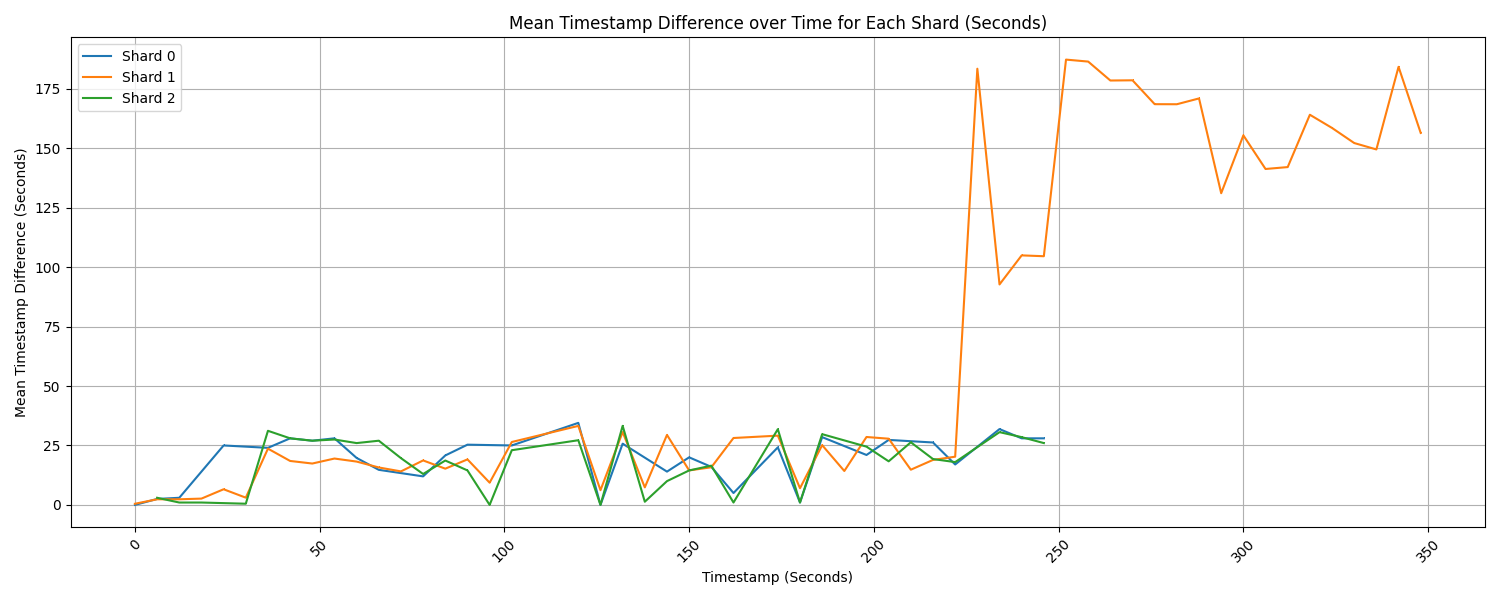 Mean Timestamp Difference over Time for Each Shard (Seconds)
Shard 0
Shard 1
Shard 2
Mean Timestamp Difference (Seconds)
175
150
125
100
75
50
25
0
0
50
100
150
200
250
300
350
Timestamp (Seconds)